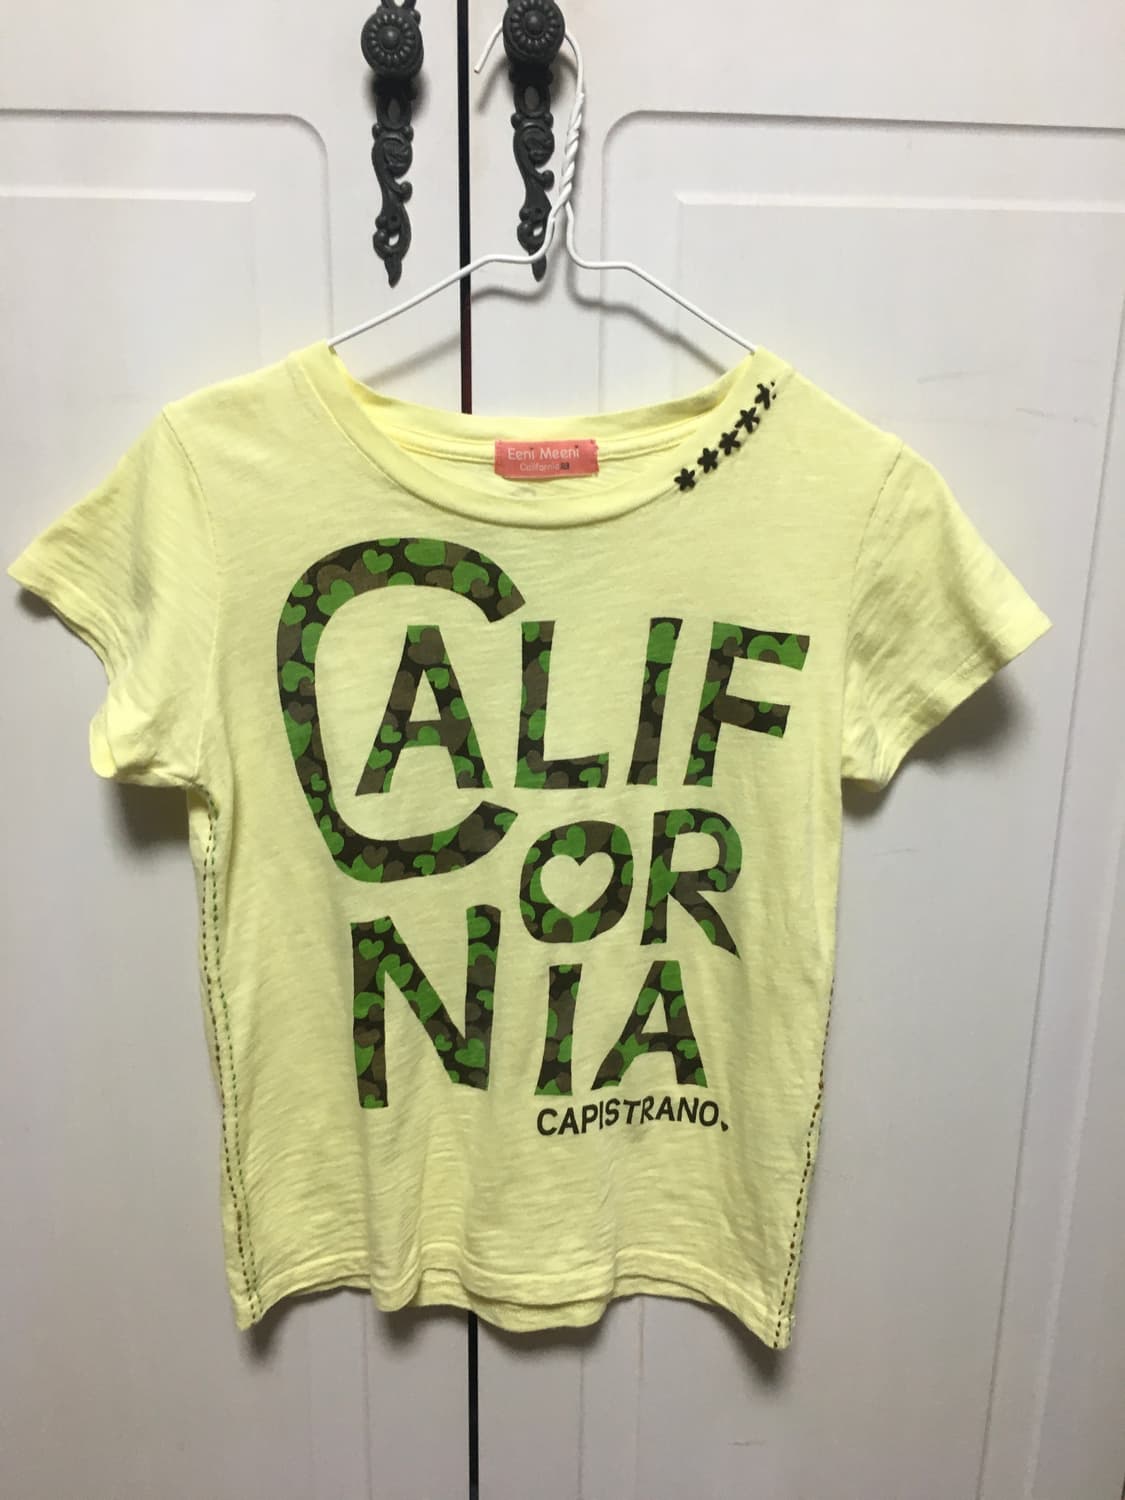 Eeni Meeni
California
CALIF
OR
NIA
CAPISTRANO